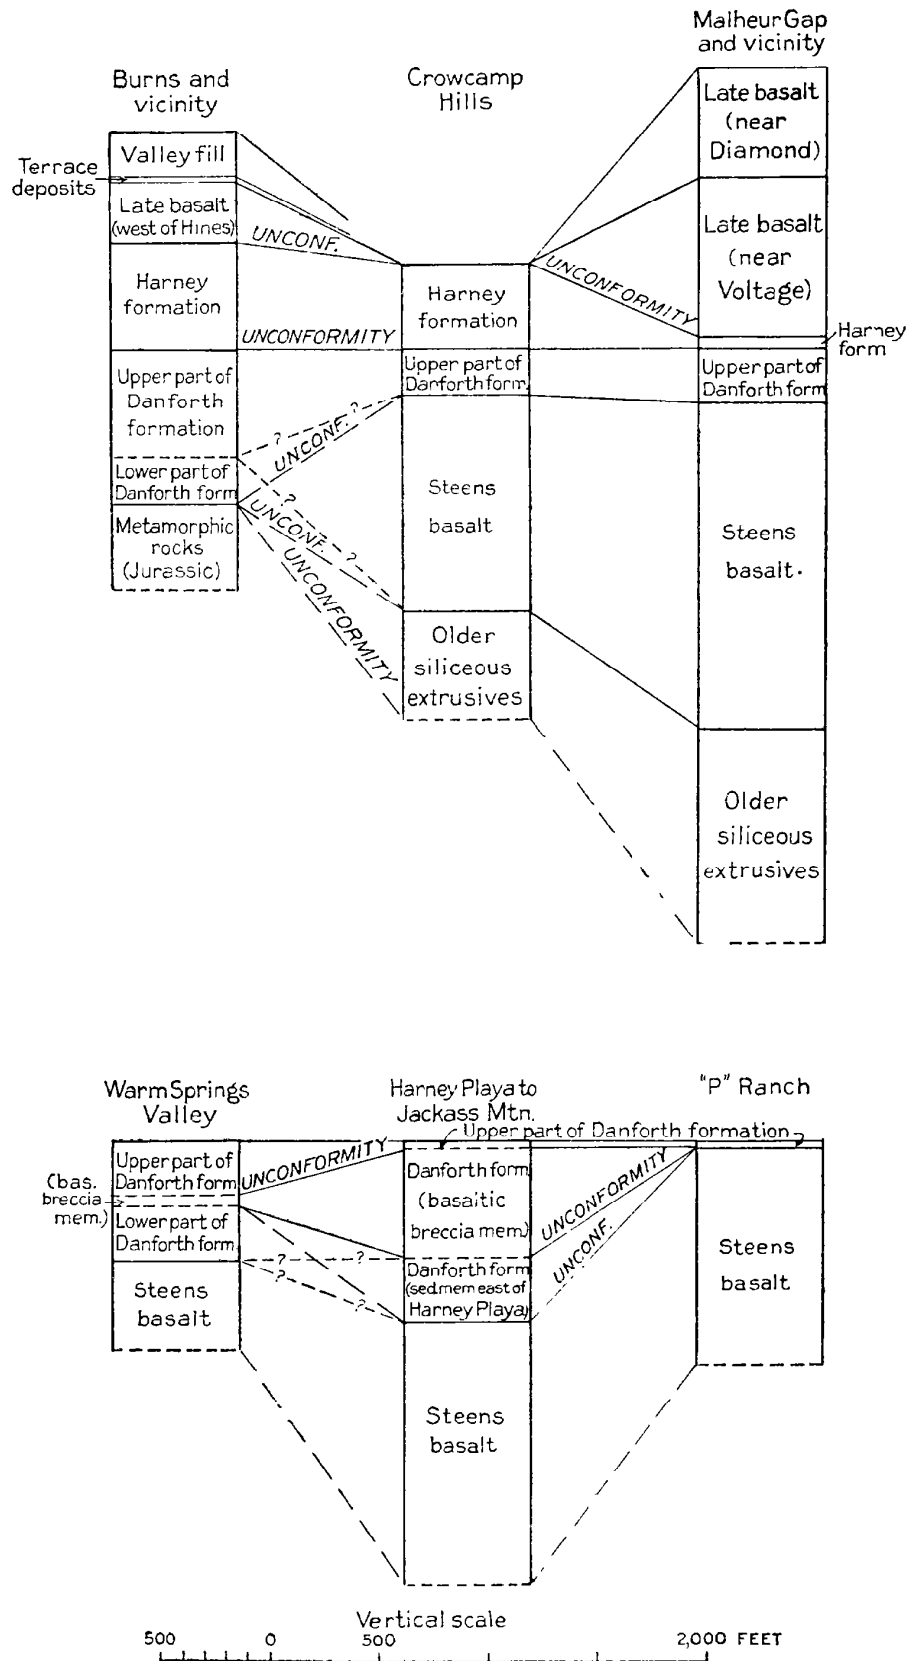 Burns and
vicinity
Valley fill
Terrace
deposits
Late basalt
(west of Hines)
Harney
formation
Upper part of
Danforth
formation
Lower part of
Danforth form
Metamorphic
rocks
(Jurassic)
UNCONF.
UNCONFORMITY
?
?
UNCONF.
?
UNCONF.
?
UNCONFORMITY
Crowcamp
Hills
Harney
formation
Upper part of
Danforth form
Steens
basalt
Older
siliceous
extrusives
UNCONFORMITY
Malheur Gap
and vicinity
Late basalt
(near
Diamond)
Late basalt
(near
Voltage)
Harney
form
Upper part of
Danforth form
Steens
basalt.
Older
siliceous
extrusives
Warm Springs
Valley
Upper part of
Danforth form
(bas.
breccia
mem.)
Lower part of
Danforth form
Steens
basalt
UNCONFORMITY
? ?
?
?
Harney Playa to
Jackass Mtn.
Upper part of Danforth formation
Danforth form
(basaltic
breccia mem)
Danforth form
(sed. mem east of
Harney Playa)
Steens
basalt
UNCONFORMITY
UNCONF.
"P" Ranch
Steens
basalt
Vertical scale
500 0 500 2,000 FEET